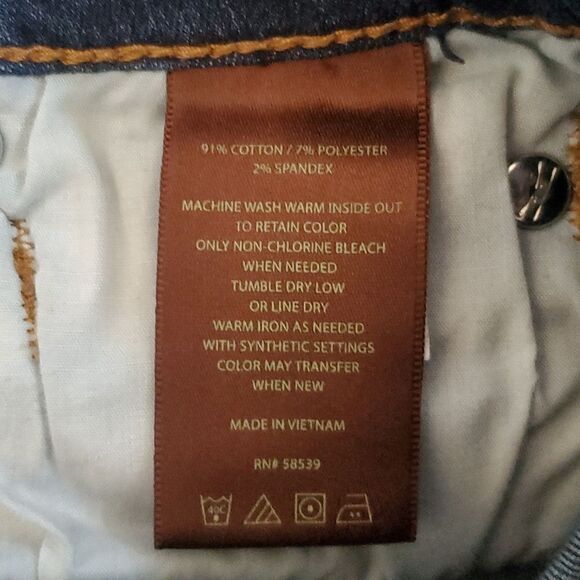 91% COTTON / 7% POLYESTER
2% SPANDEX
MACHINE WASH WARM INSIDE OUT
TO RETAIN COLOR
ONLY NON-CHLORINE BLEACH
WHEN NEEDED
TUMBLE DRY LOW
OR LINE DRY
WARM IRON AS NEEDED
WITH SYNTHETIC SETTINGS
COLOR MAY TRANSFER
WHEN NEW
MADE IN VIETNAM
RN# 58539
40C